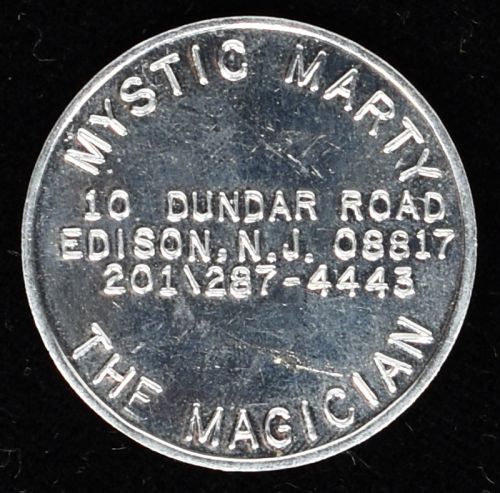 MYSTIC MARTY
10 DUNDAR ROAD
EDISON, N.J. 08817
201\287-4443
THE MAGICIAN